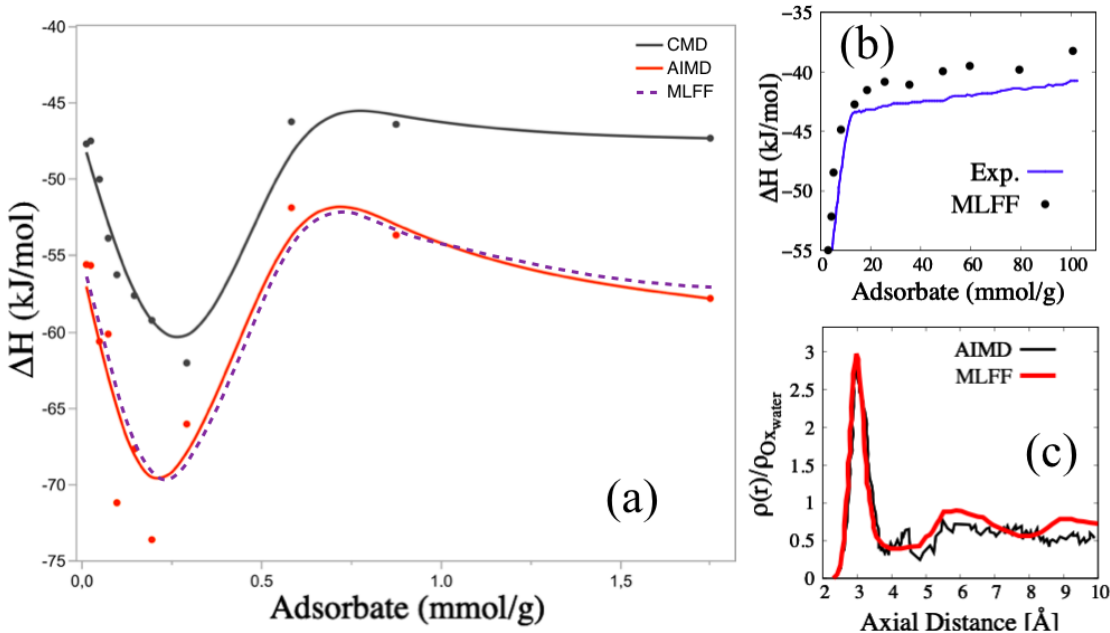 -40
-45
-50
-55
-60
-65
-70
-75
ΔH (kJ/mol)
CMD
AIMD
MLFF
(a)
0,0
0.5
1.0
1,5
Adsorbate (mmol/g)
(b)
−35
−40
−45
−50
−55
ΔH (kJ/mol)
Exp.
MLFF
0
20
40
60
80
100
Adsorbate (mmol/g)
3
2.5
2
1.5
1
0.5
0
ρ(r)/ρOxwater
AIMD
MLFF
(c)
2
3
4
5
6
7
8
9
10
Axial Distance [Å]